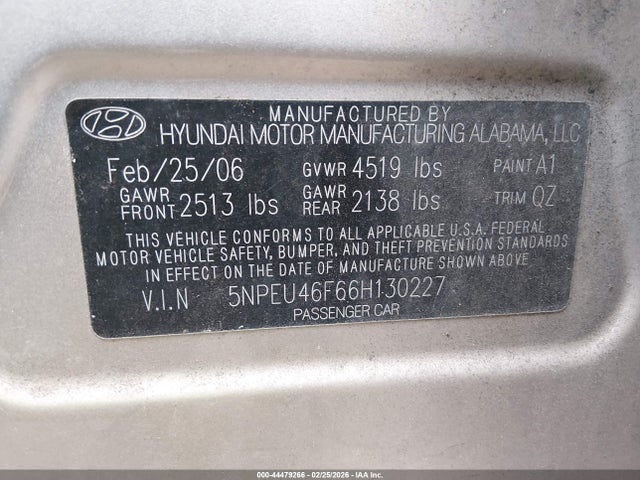 MANUFACTURED BY
HYUNDAI MOTOR MANUFACTURING ALABAMA, LLC
Feb/25/06 GVWR 4519 lbs PAINT A1
GAWR FRONT 2513 lbs GAWR REAR 2138 lbs TRIM QZ
THIS VEHICLE CONFORMS TO ALL APPLICABLE U.S.A. FEDERAL
MOTOR VEHICLE SAFETY, BUMPER, AND THEFT PREVENTION STANDARDS
IN EFFECT ON THE DATE OF MANUFACTURE SHOWN ABOVE
V.I.N 5NPEU46F66H130227
PASSENGER CAR
000-44479266 - 02/25/2026 - IAA, Inc.